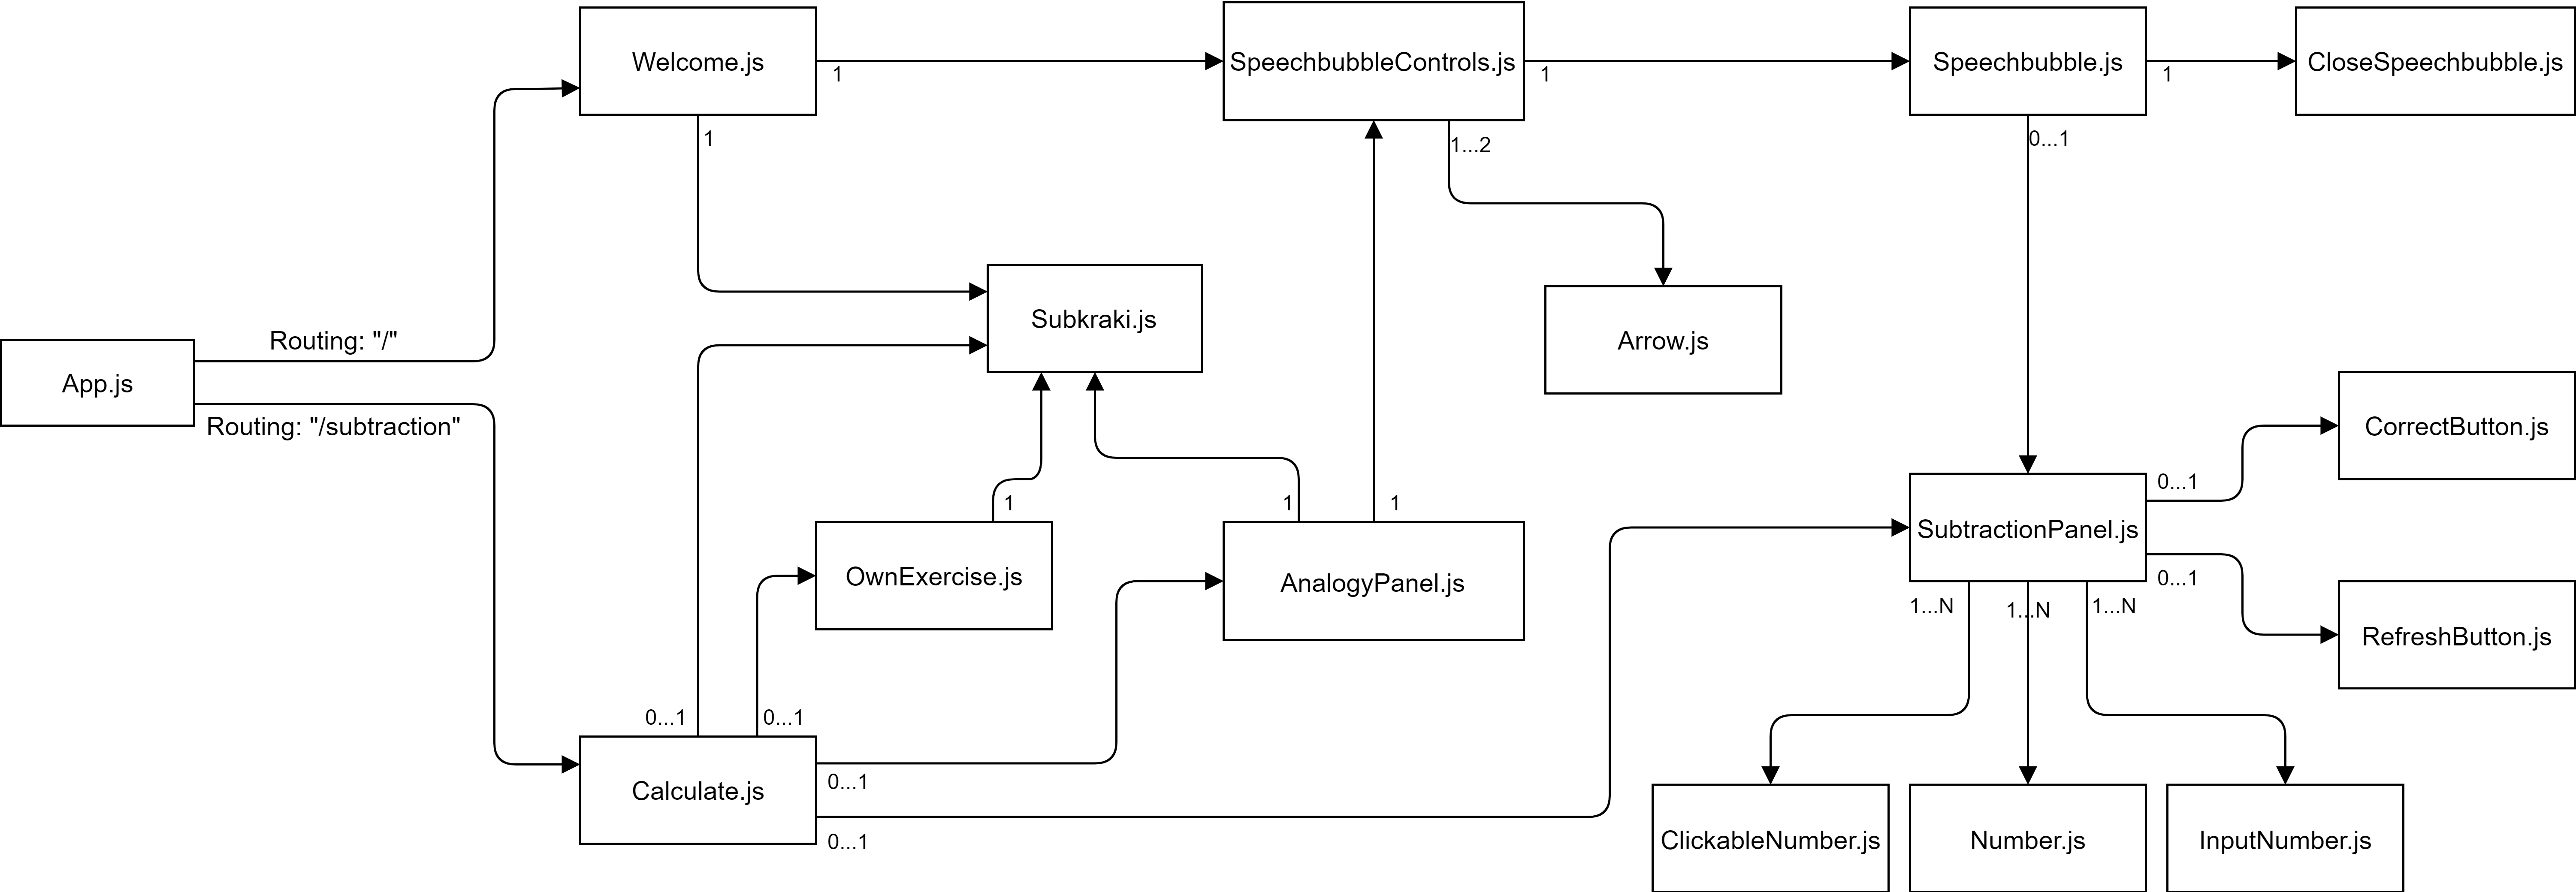 Welcome.js
1
SpeechbubbleControls.js
1
Speechbubble.js
1
CloseSpeechbubble.js
1
1...2
0...1
Subkraki.js
Arrow.js
Routing: "/"
App.js
Routing: "/subtraction"
CorrectButton.js
0...1
1
1
1
OwnExercise.js
AnalogyPanel.js
SubtractionPanel.js
0...1
RefreshButton.js
1...N
1...N
1...N
0...1
0...1
Calculate.js
0...1
0...1
ClickableNumber.js
Number.js
InputNumber.js